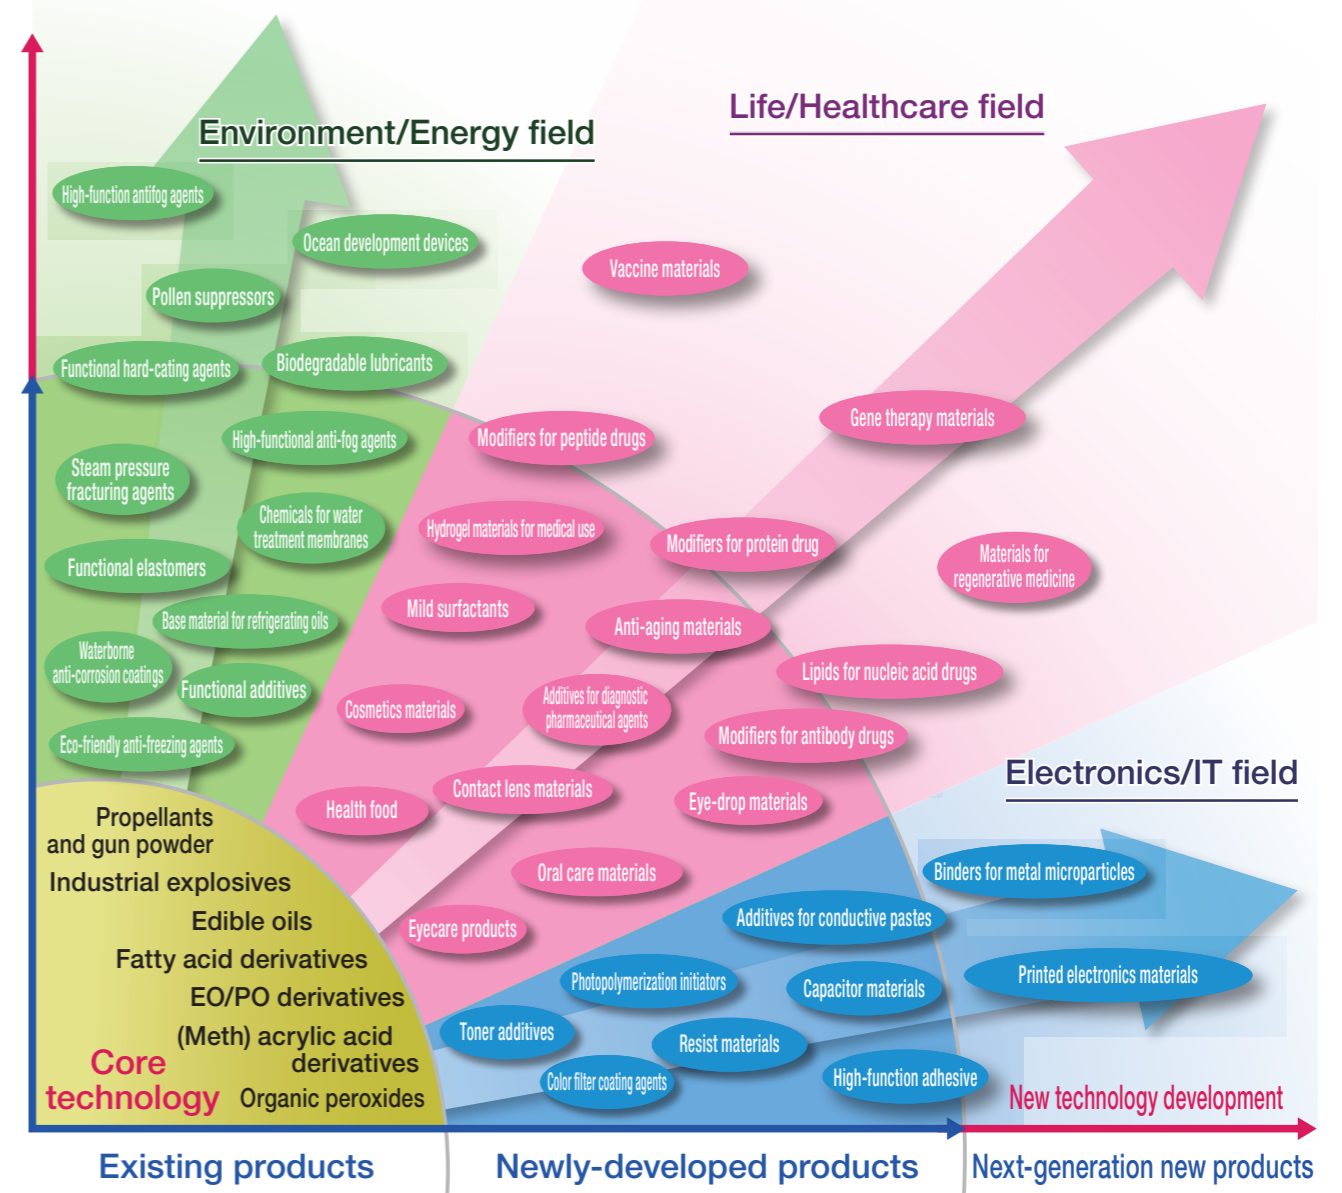 Life/Healthcare field
Environment/Energy field
High-function antifog agents
Ocean development devices
Vaccine materials
Pollen suppressors
Functional hard-cating agents
Biodegradable lubricants
Gene therapy materials
High-functional anti-fog agents
Modifiers for peptide drugs
Steam pressure
fracturing agents
Chemicals for water
treatment membranes
Hydrogel materials for medical use
Modifiers for protein drug
Materials for
regenerative medicine
Functional elastomers
Mild surfactants
Base material for refrigerating oils
Anti-aging materials
Waterborne
anti-corrosion coatings
Functional additives
Lipids for nucleic acid drugs
Cosmetics materials
Additives for diagnostic
pharmaceutical agents
Modifiers for antibody drugs
Eco-friendly anti-freezing agents
Electronics/IT field
Contact lens materials
Eye-drop materials
Health food
Propellants
and gun powder
Industrial explosives
Oral care materials
Binders for metal microparticles
Edible oils
Eyecare products
Additives for conductive pastes
Fatty acid derivatives
Photopolymerization initiators
Capacitor materials
Printed electronics materials
EO/PO derivatives
(Meth) acrylic acid
derivatives
Toner additives
Resist materials
Core
technology
Organic peroxides
Color filter coating agents
High-function adhesive
New technology development
Existing products
Newly-developed products
Next-generation new products